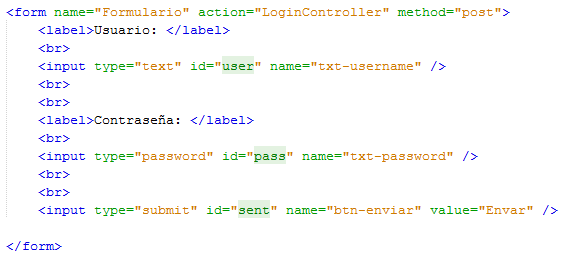 <form name="Formulario" action="LoginController" method="post">
<label>Usuario: </label>
<br>
<input type="text" id="user" name="txt-username" />
<br>
<br>
<label>Contraseña: </label>
<br>
<input type="password" id="pass" name="txt-password" />
<br>
<br>
<input type="submit" id="sent" name="btn-enviar" value="Envar" />
</form>